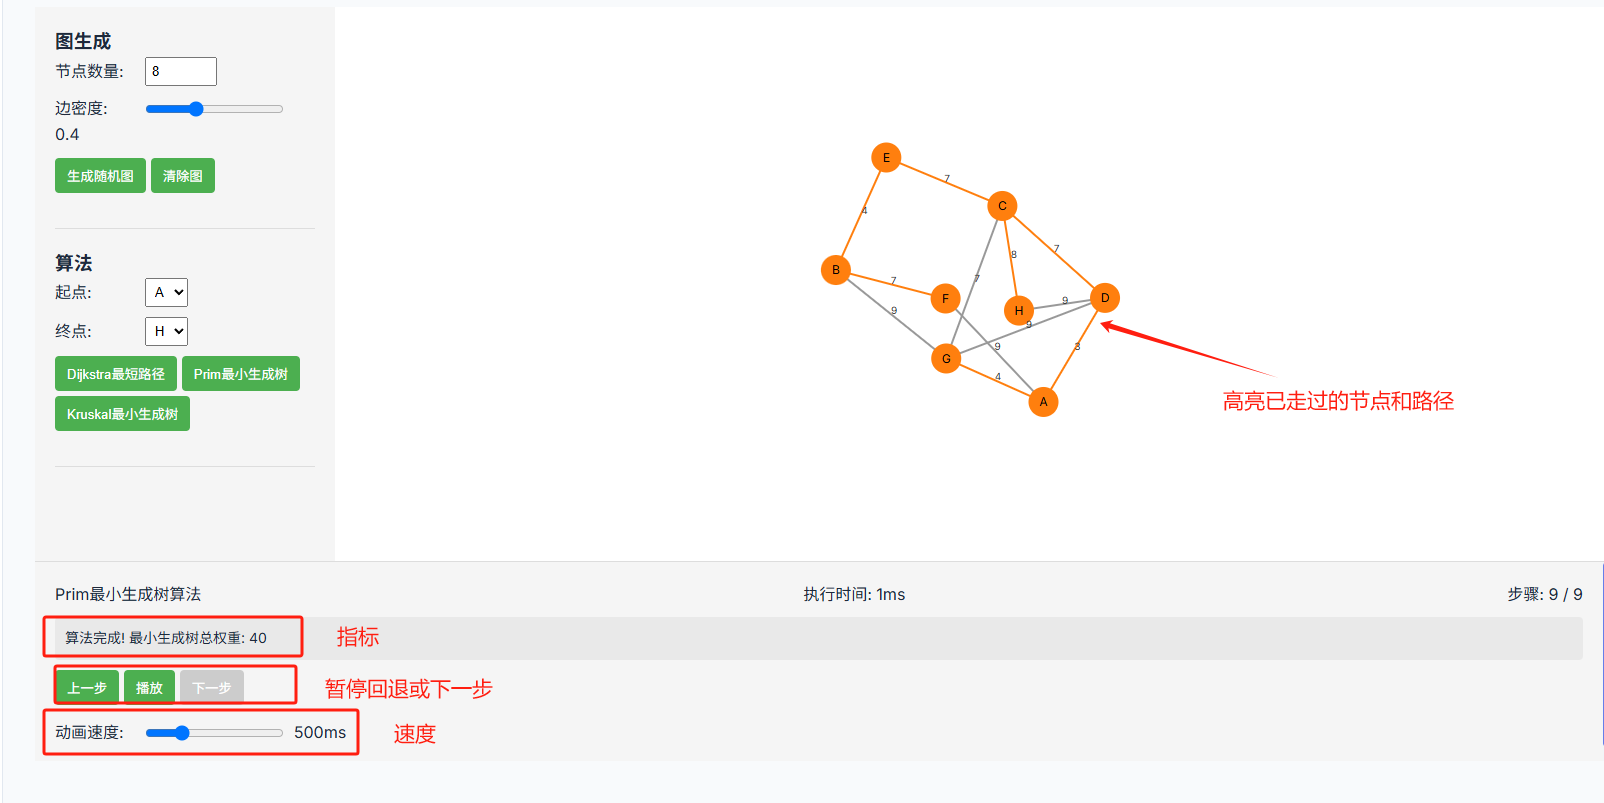 图生成
节点数量: 8
边密度:
0.4
生成随机图 清除图
算法
起点: A
终点: H
Dijkstra最短路径 Prim最小生成树
Kruskal最小生成树
E
7
C
4
7
8
B
7
7
F
9
D
H
9
9
9
G
3
4
A
高亮已走过的节点和路径
Prim最小生成树算法 执行时间: 1ms 步骤: 9 / 9
算法完成! 最小生成树总权重: 40 指标
上一步 播放 下一步 暂停回退或下一步
动画速度: 500ms 速度